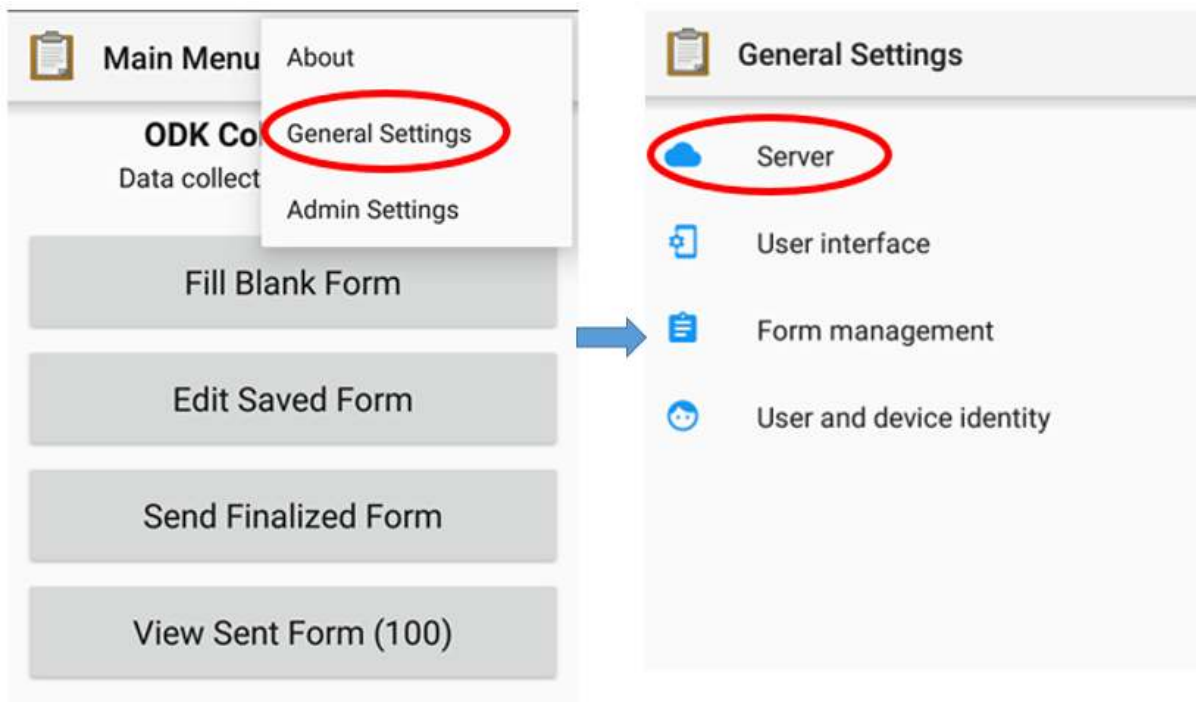 Main Menu
About
General Settings
Admin Settings
ODK Col
Data collect
Fill Blank Form
Edit Saved Form
Send Finalized Form
View Sent Form (100)
General Settings
Server
User interface
Form management
User and device identity